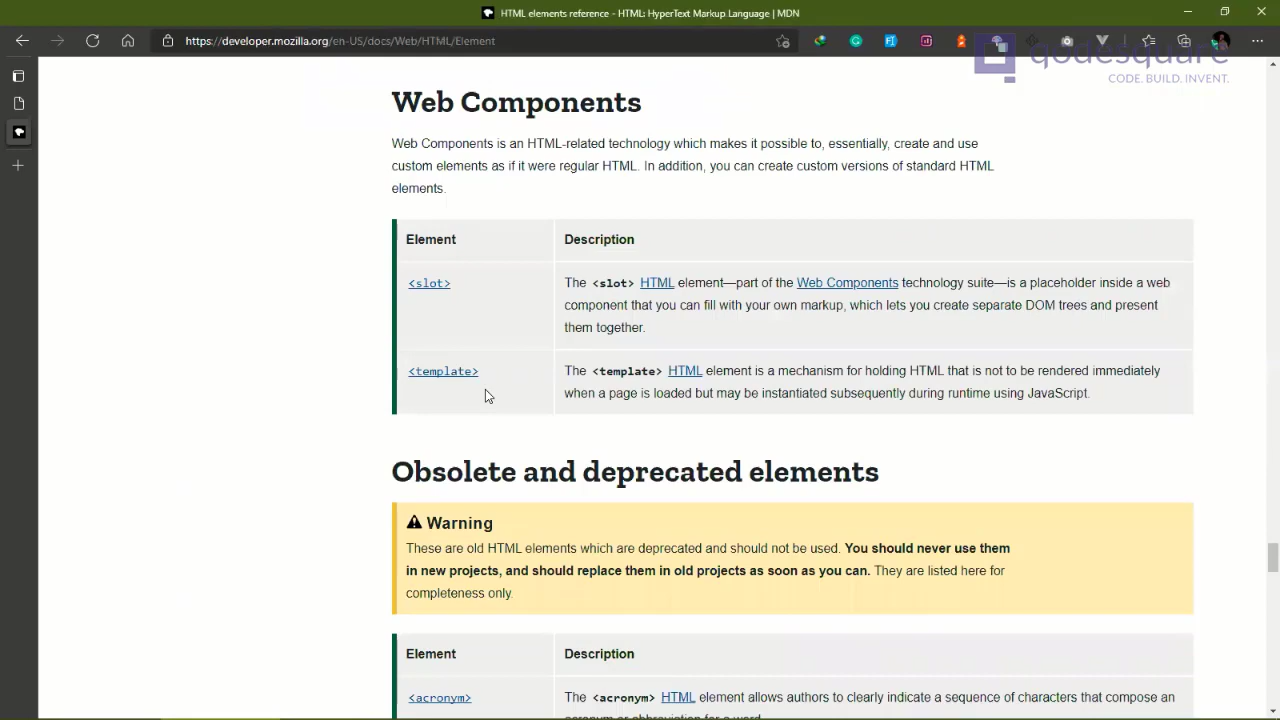 HTML elements reference - HTML: HyperText Markup Language | MDN
https://developer.mozilla.org/en-US/docs/Web/HTML/Element
qodesquare
CODE. BUILD. INVENT.
Web Components
Web Components is an HTML-related technology which makes it possible to, essentially, create and use
custom elements as if it were regular HTML. In addition, you can create custom versions of standard HTML
elements.
Element Description
<slot> The <slot> HTML element—part of the Web Components technology suite—is a placeholder inside a web
component that you can fill with your own markup, which lets you create separate DOM trees and present
them together.
<template> The <template> HTML element is a mechanism for holding HTML that is not to be rendered immediately
when a page is loaded but may be instantiated subsequently during runtime using JavaScript.
Obsolete and deprecated elements
Warning
These are old HTML elements which are deprecated and should not be used. You should never use them
in new projects, and should replace them in old projects as soon as you can. They are listed here for
completeness only.
Element Description
<acronym> The <acronym> HTML element allows authors to clearly indicate a sequence of characters that compose an
acronym or abbreviation for a word.